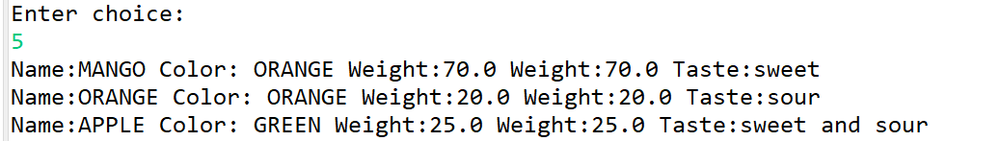 Enter choice:
5
Name:MANGO Color: ORANGE Weight:70.0 Weight:70.0 Taste:sweet
Name:ORANGE Color: ORANGE Weight:20.0 Weight:20.0 Taste:sour
Name:APPLE Color: GREEN Weight:25.0 Weight:25.0 Taste:sweet and sour